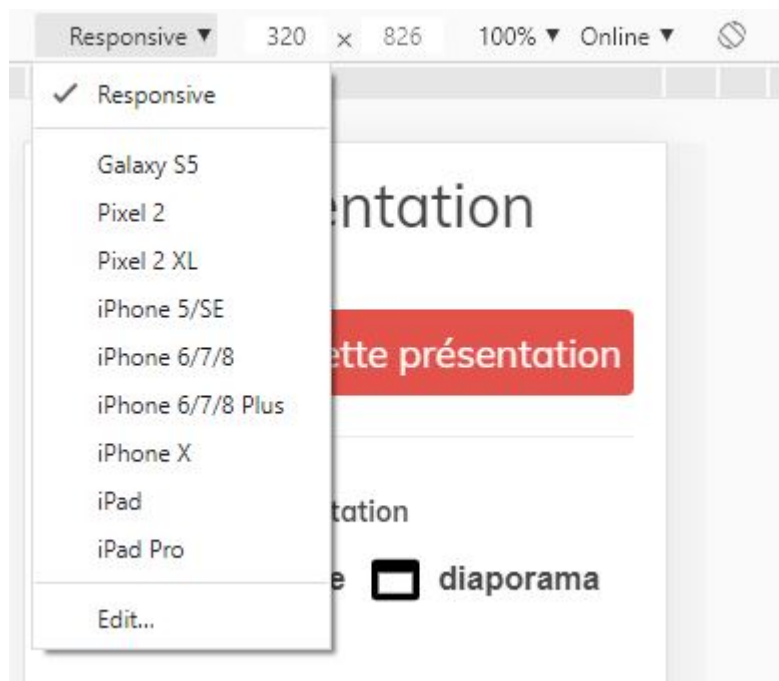 Responsive ▼ 320 × 826 100% ▼ Online ▼
✓ Responsive
Galaxy S5
Pixel 2
Pixel 2 XL
iPhone 5/SE
iPhone 6/7/8
iPhone 6/7/8 Plus
iPhone X
iPad
iPad Pro
Edit...
entation
ette présentation
tation
e diaporama